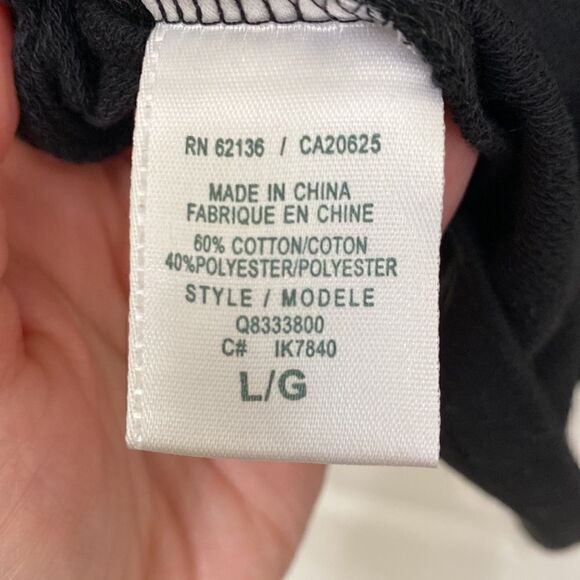 RN 62136 / CA20625
MADE IN CHINA
FABRIQUE EN CHINE
60% COTTON/COTON
40%POLYESTER/POLYESTER
STYLE / MODELE
Q8333800
C# IK7840
L/G